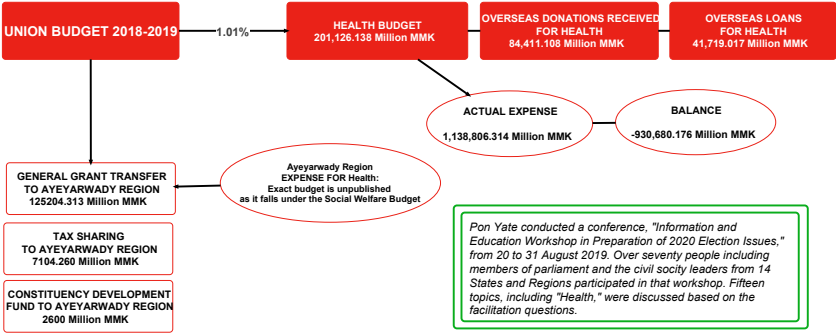 UNION BUDGET 2018-2019
1.01%
HEALTH BUDGET
201,126.138 Million MMK
OVERSEAS DONATIONS RECEIVED
FOR HEALTH
84,411.108 Million MMK
OVERSEAS LOANS
FOR HEALTH
41,719.017 Million MMK
ACTUAL EXPENSE
1,138,806.314 Million MMK
BALANCE
-930,680.176 Million MMK
GENERAL GRANT TRANSFER
TO AYEYARWADY REGION
125204.313 Million MMK
Ayeyarwady Region
EXPENSE FOR Health:
Exact budget is unpublished
as it falls under the Social Welfare Budget
TAX SHARING
TO AYEYARWADY REGION
7104.260 Million MMK
CONSTITUENCY DEVELOPMENT
FUND TO AYEYARWADY REGION
2600 Million MMK
Pon Yate conducted a conference, "Information and
Education Workshop in Preparation of 2020 Election Issues,"
from 20 to 31 August 2019. Over seventy people including
members of parliament and the civil socity leaders from 14
States and Regions participated in that workshop. Fifteen
topics, including "Health," were discussed based on the
facilitation questions.